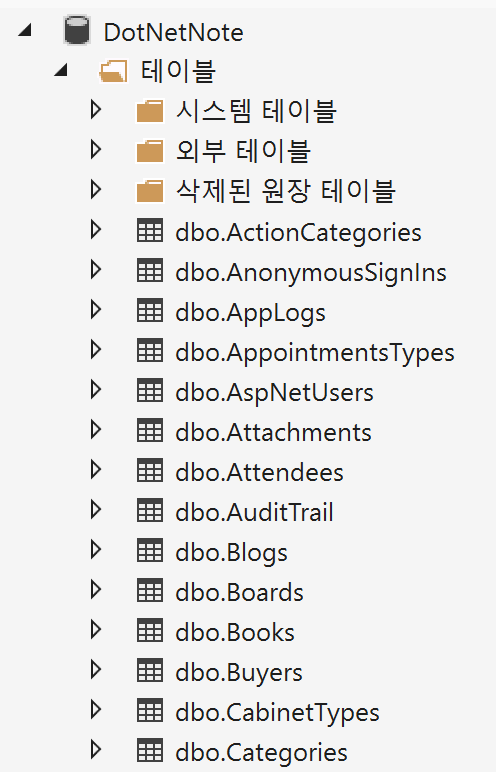 DotNetNote
테이블
시스템 테이블
외부 테이블
삭제된 원장 테이블
dbo.ActionCategories
dbo.AnonymousSignIns
dbo.AppLogs
dbo.AppointmentsTypes
dbo.AspNetUsers
dbo.Attachments
dbo.Attendees
dbo.AuditTrail
dbo.Blogs
dbo.Boards
dbo.Books
dbo.Buyers
dbo.CabinetTypes
dbo.Categories